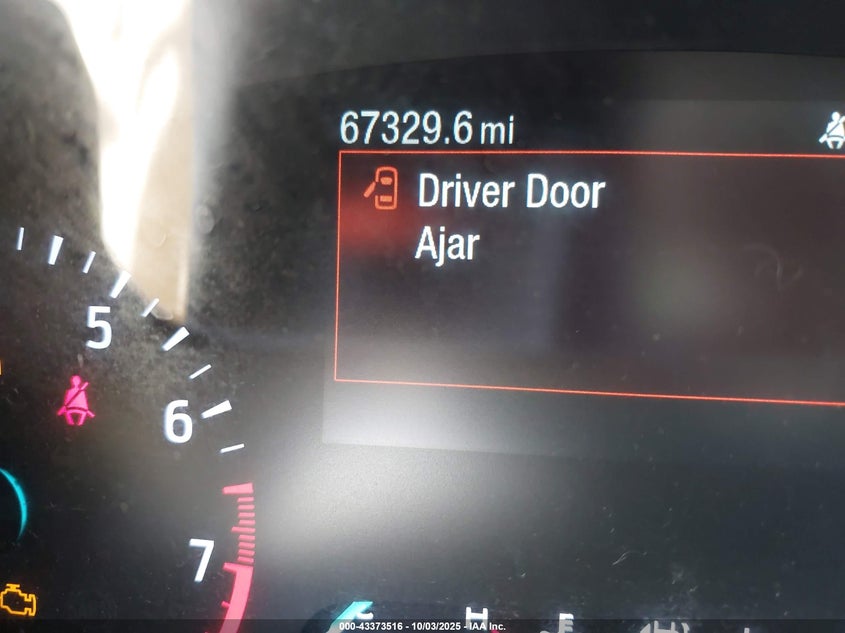 67329.6 mi
Driver Door
Ajar
5
6
7
H
000-43373516 - 10/03/2025 - IAA Inc.